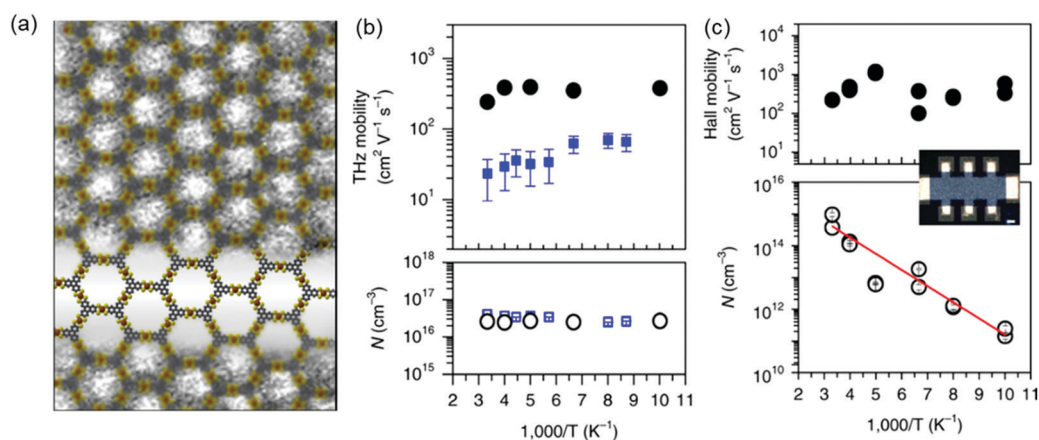 (a)
(b)
THz mobility
(cm² V⁻¹ s⁻¹)
10³
10²
10¹
N (cm⁻³)
10¹⁸
10¹⁷
10¹⁶
10¹⁵
2 3 4 5 6 7 8 9 10 11
1,000/T (K⁻¹)
(c)
Hall mobility
(cm² V⁻¹ s⁻¹)
10⁴
10³
10²
10¹
N (cm⁻³)
10¹⁶
10¹⁴
10¹²
10¹⁰
2 3 4 5 6 7 8 9 10 11
1,000/T (K⁻¹)